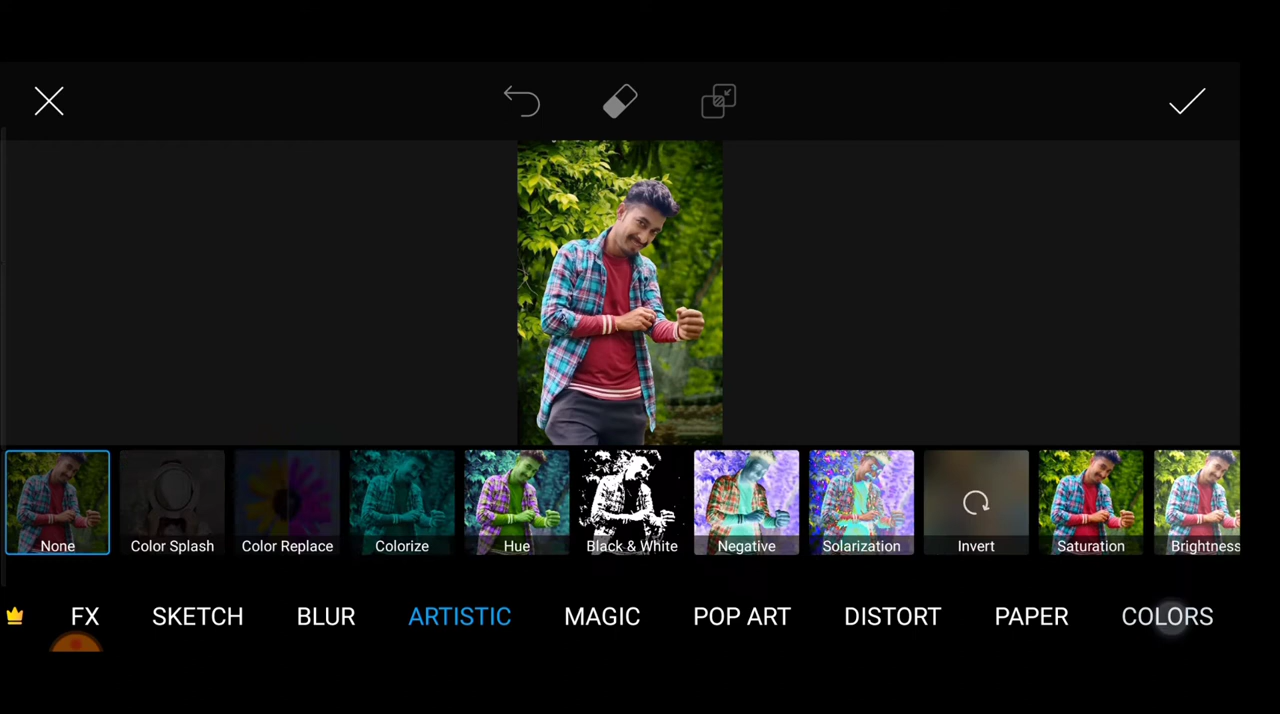 None
Color Splash
Color Replace
Colorize
Hue
Black & White
Negative
Solarization
Invert
Saturation
Brightness
FX
SKETCH
BLUR
ARTISTIC
MAGIC
POP ART
DISTORT
PAPER
COLORS